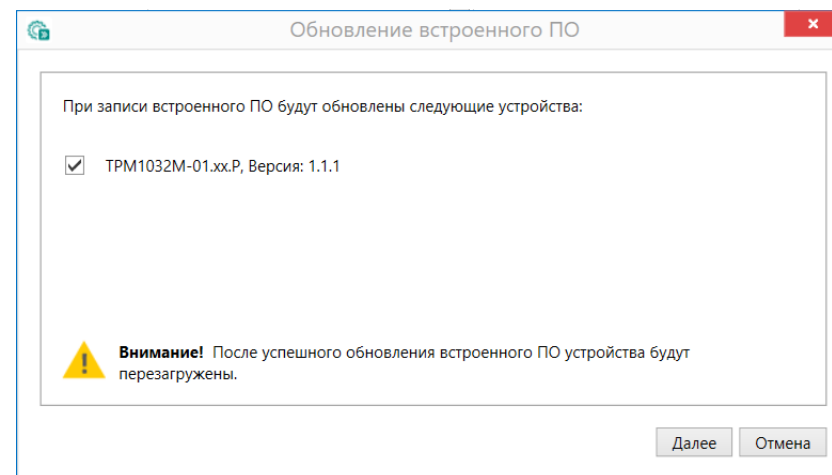 Обновление встроенного ПО
При записи встроенного ПО будут обновлены следующие устройства:
ТРМ1032М-01.xx.Р, Версия: 1.1.1
Внимание! После успешного обновления встроенного ПО устройства будут
перезагружены.
Далее Отмена